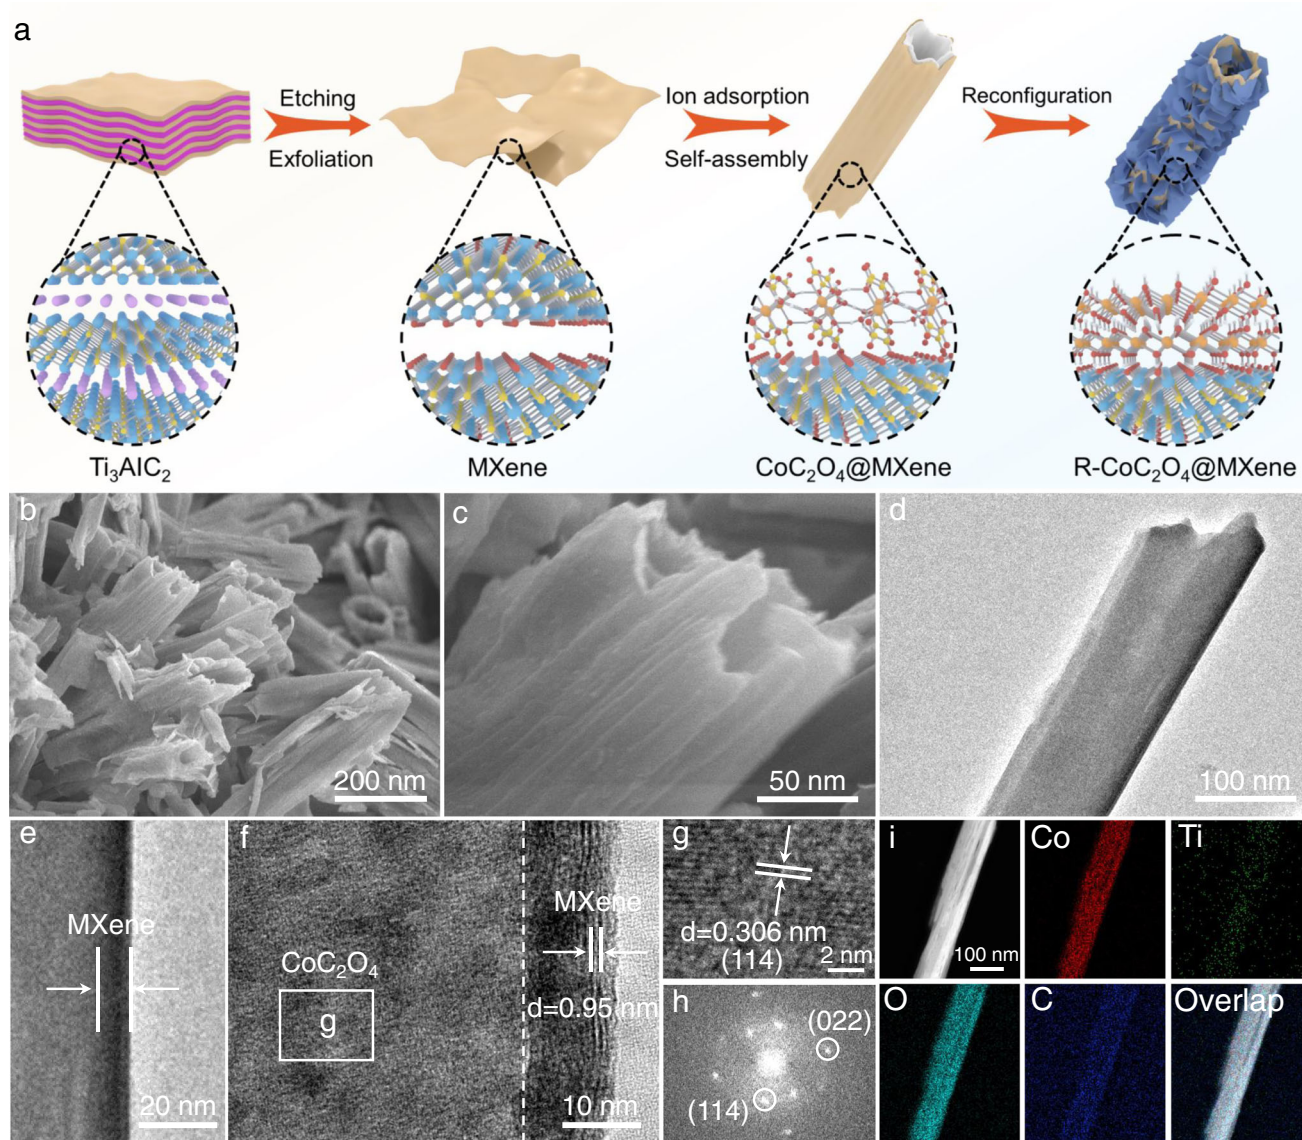 a
Etching
Exfoliation
Ion adsorption
Self-assembly
Reconfiguration
Ti₃AlC₂
MXene
CoC₂O₄@MXene
R-CoC₂O₄@MXene
b
200 nm
c
50 nm
d
100 nm
e
MXene
20 nm
f
CoC₂O₄
g
MXene
d=0.95 nm
10 nm
g
d=0.306 nm
(114)
2 nm
h
(022)
(114)
i
100 nm
Co
Ti
O
C
Overlap